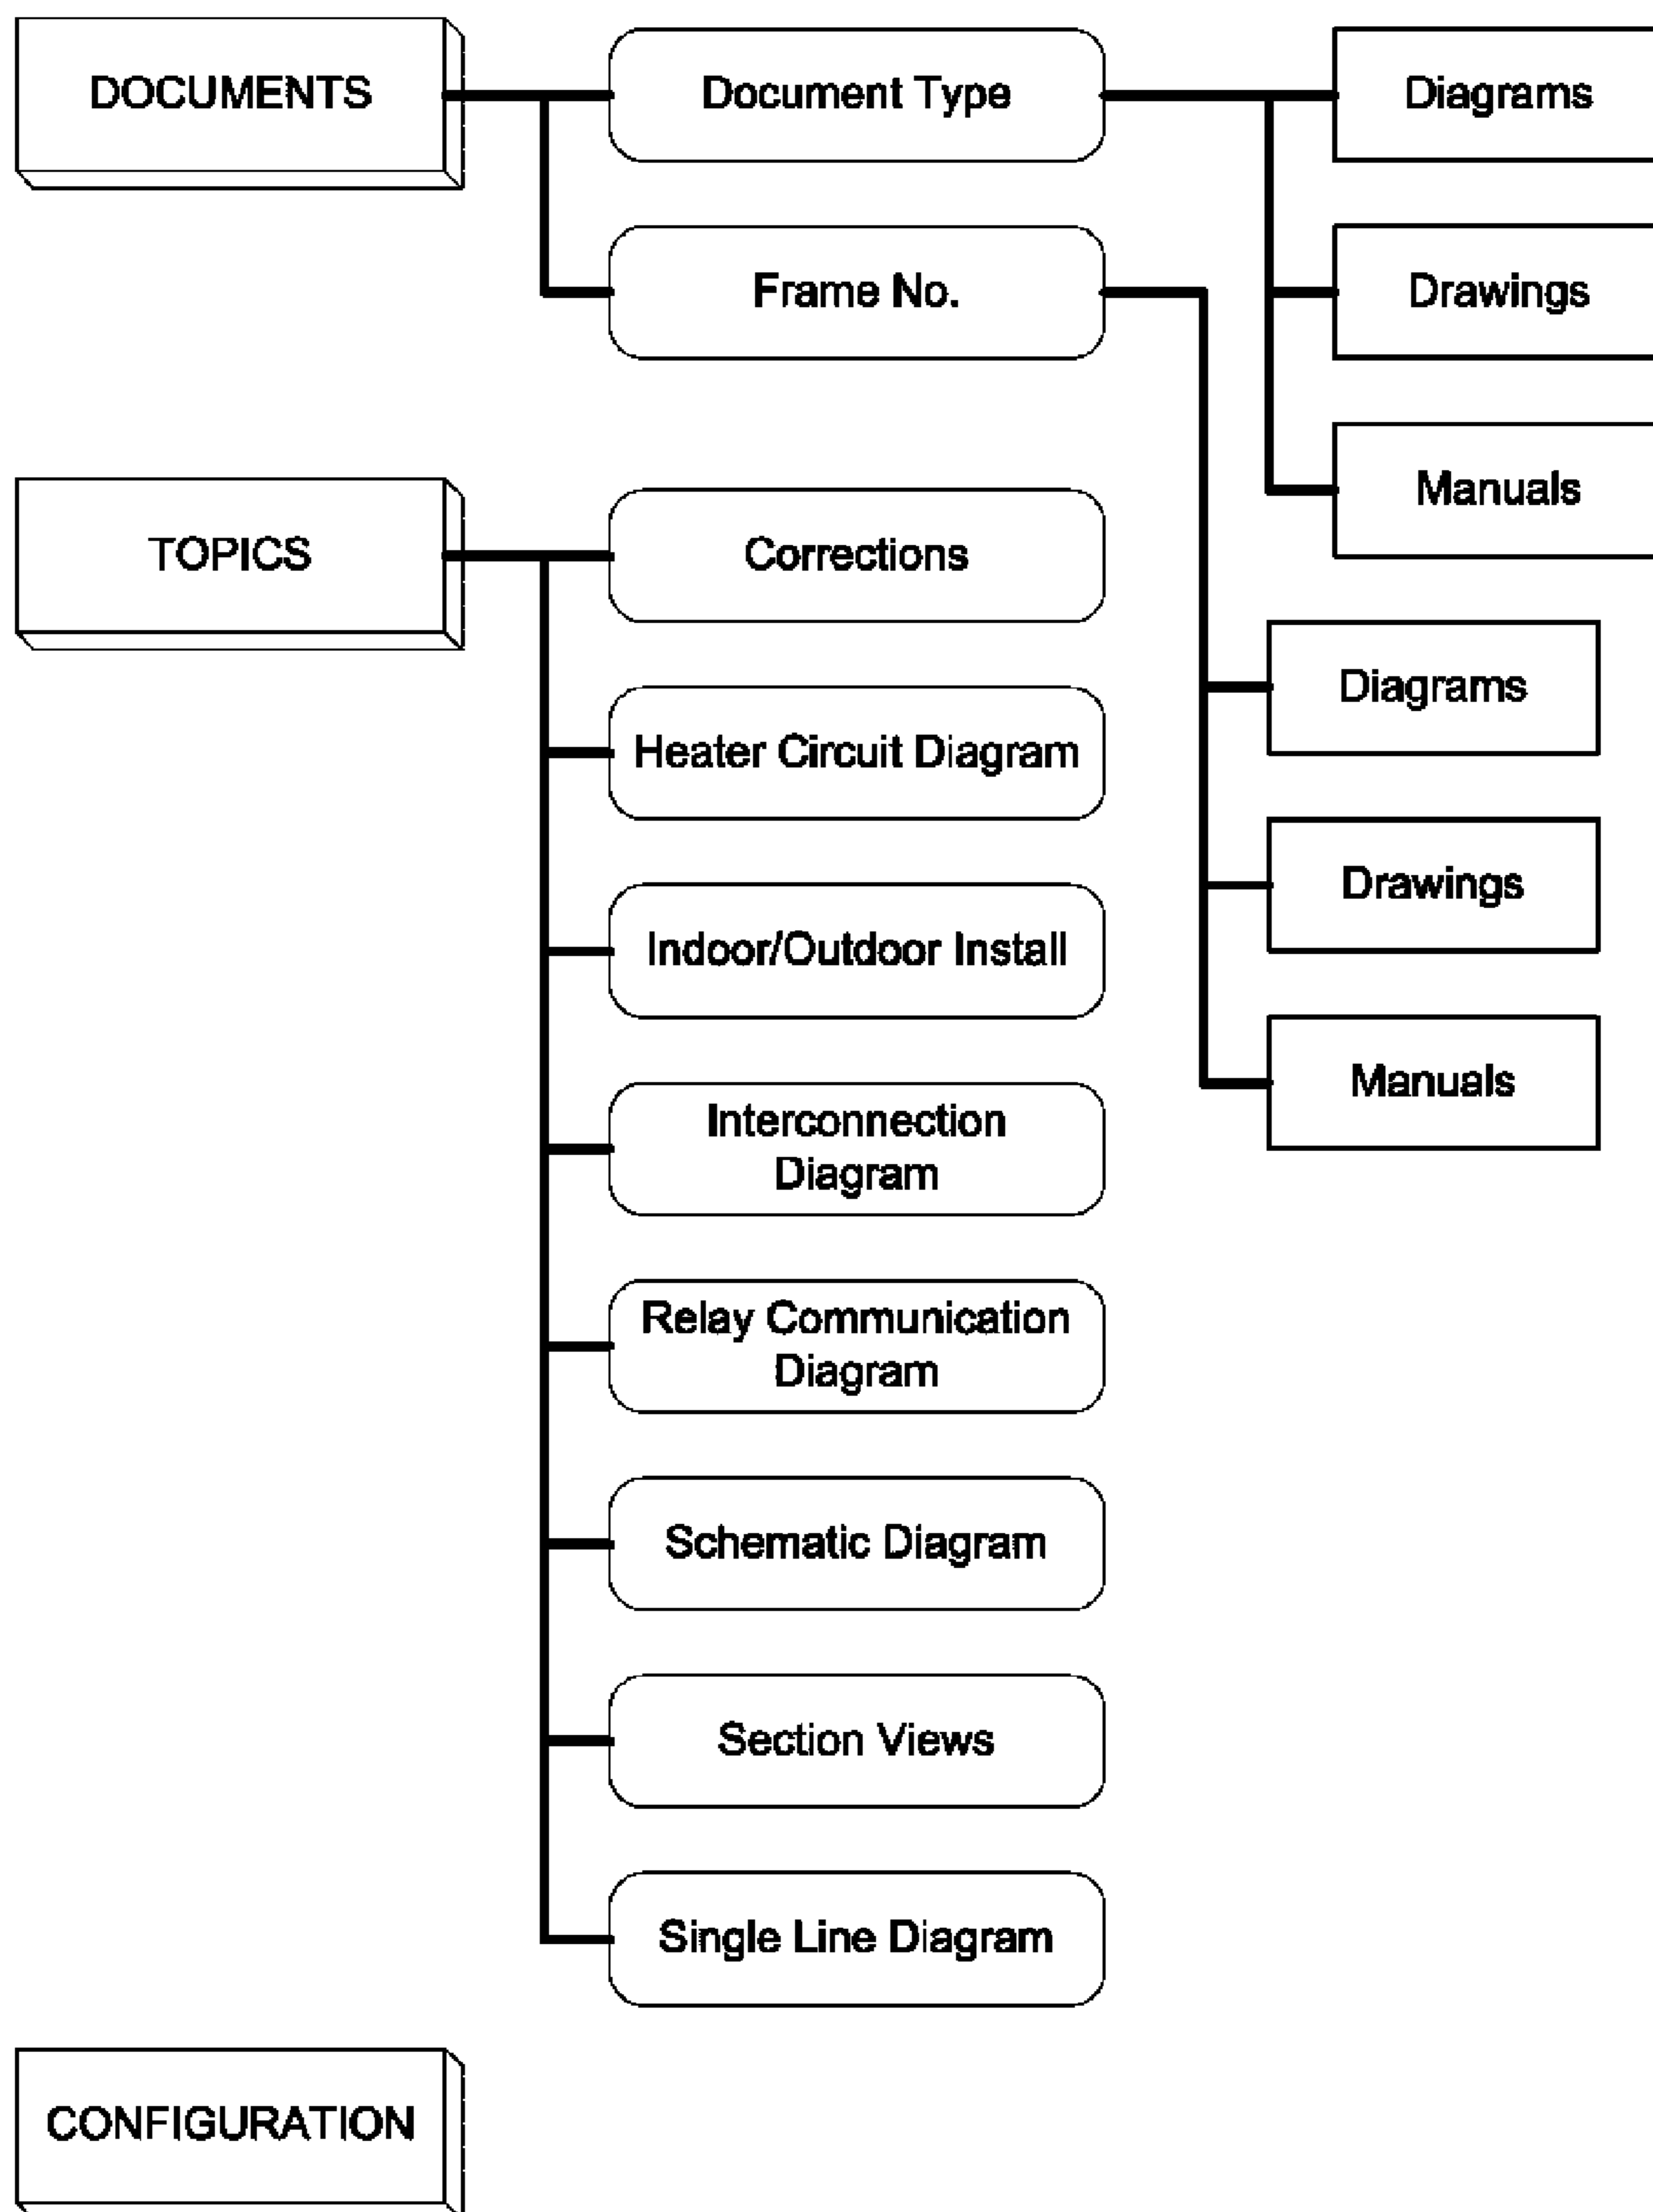 DOCUMENTS
Document Type
Diagrams
Frame No.
Drawings
Manuals
TOPICS
Corrections
Diagrams
Heater Circuit Diagram
Drawings
Indoor/Outdoor Install
Manuals
Interconnection
Diagram
Relay Communication
Diagram
Schematic Diagram
Section Views
Single Line Diagram
CONFIGURATION